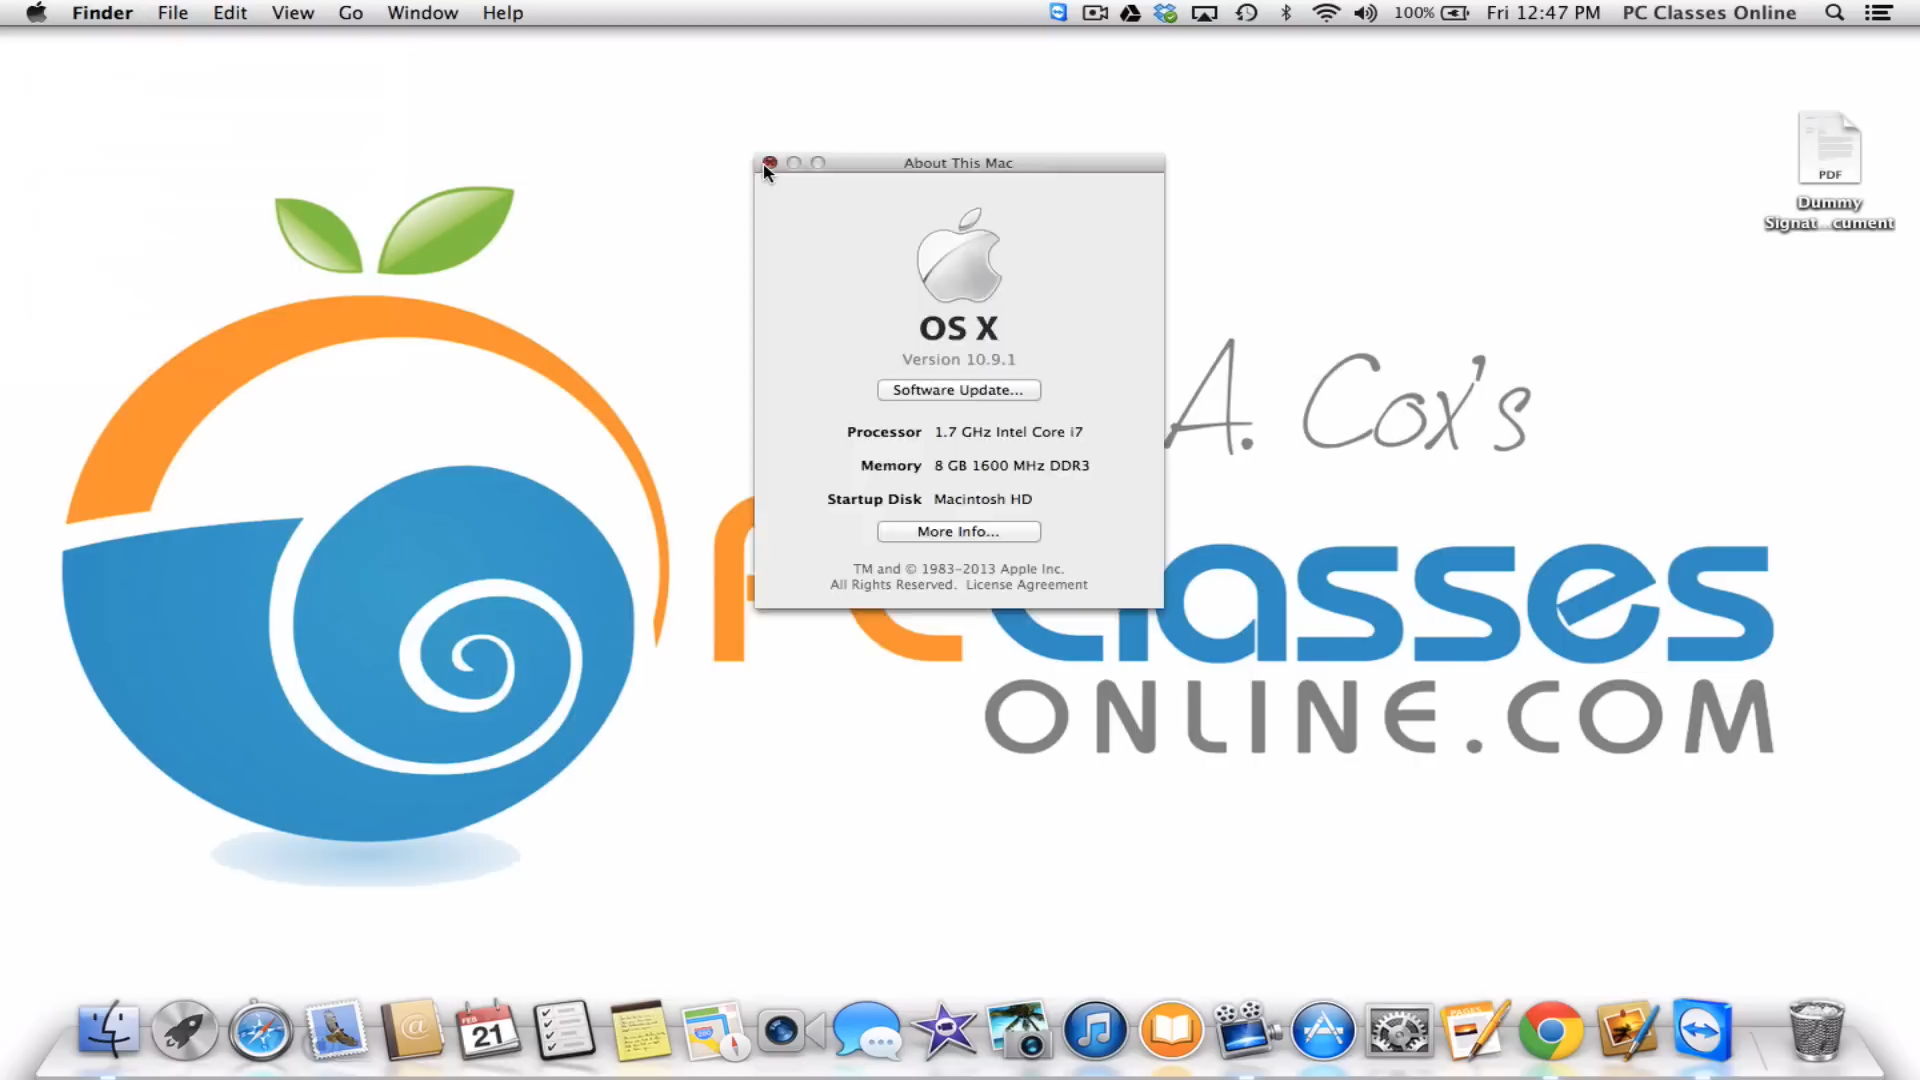 Finder File Edit View Go Window Help
100% Fri 12:47 PM PC Classes Online
About This Mac
PDF
Dummy
Signat...cument
OS X
Version 10.9.1
Software Update...
Processor 1.7 GHz Intel Core i7
Memory 8 GB 1600 MHz DDR3
Startup Disk Macintosh HD
More Info...
TM and © 1983-2013 Apple Inc.
All Rights Reserved. License Agreement
A. Cox's
PCClasses
ONLINE.COM
FEB
21
PAGES